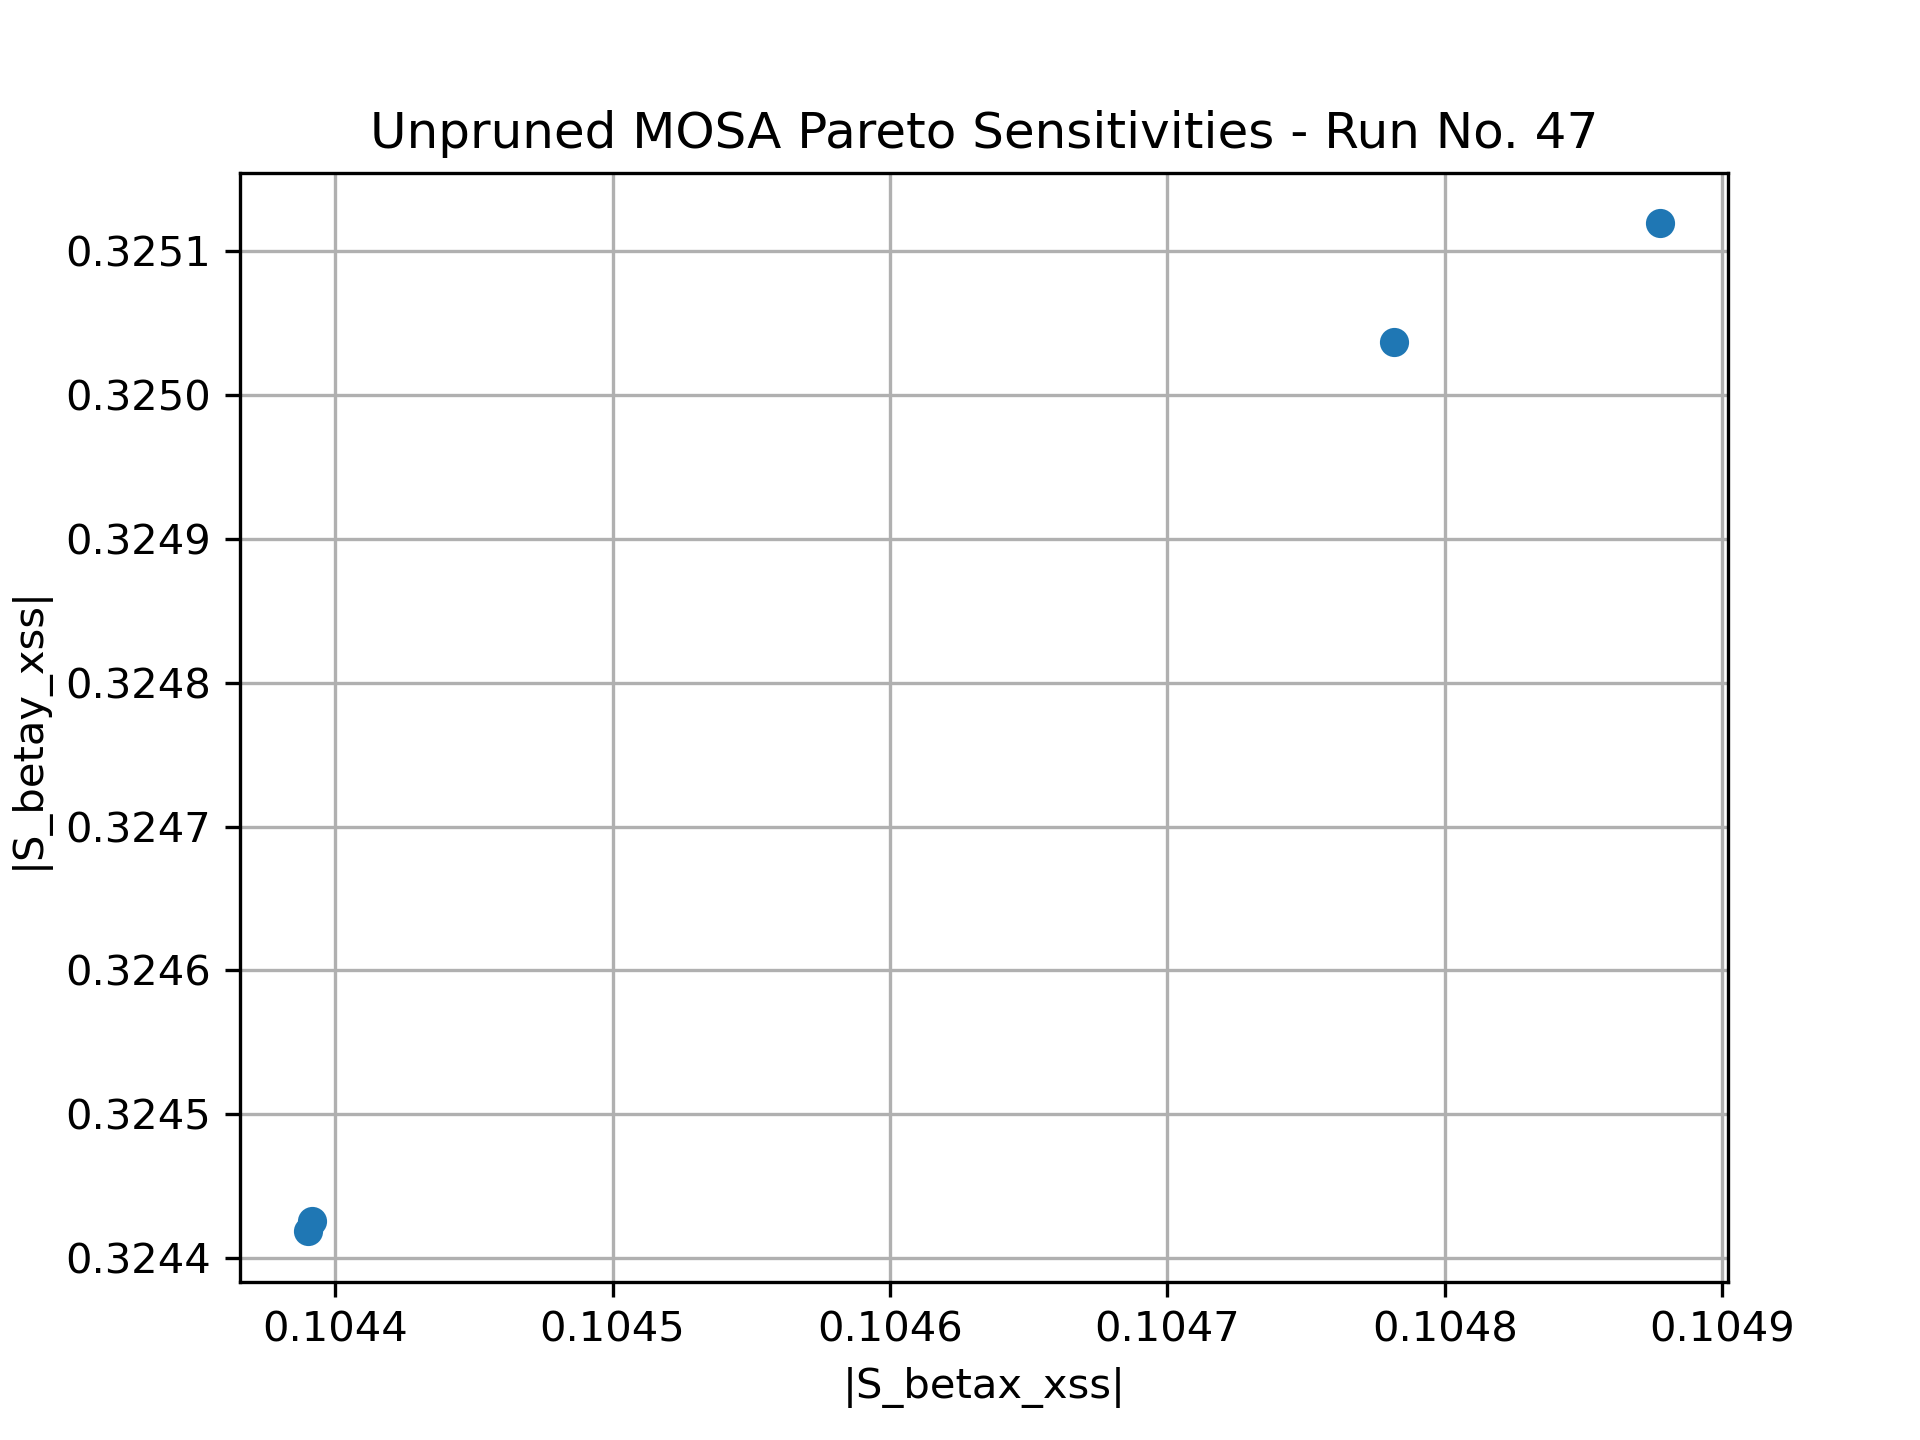 Unpruned MOSA Pareto Sensitivities - Run No. 47
|S_betay_xss|
0.3251
0.3250
0.3249
0.3248
0.3247
0.3246
0.3245
0.3244
0.1044 0.1045 0.1046 0.1047 0.1048 0.1049
|S_betax_xss|